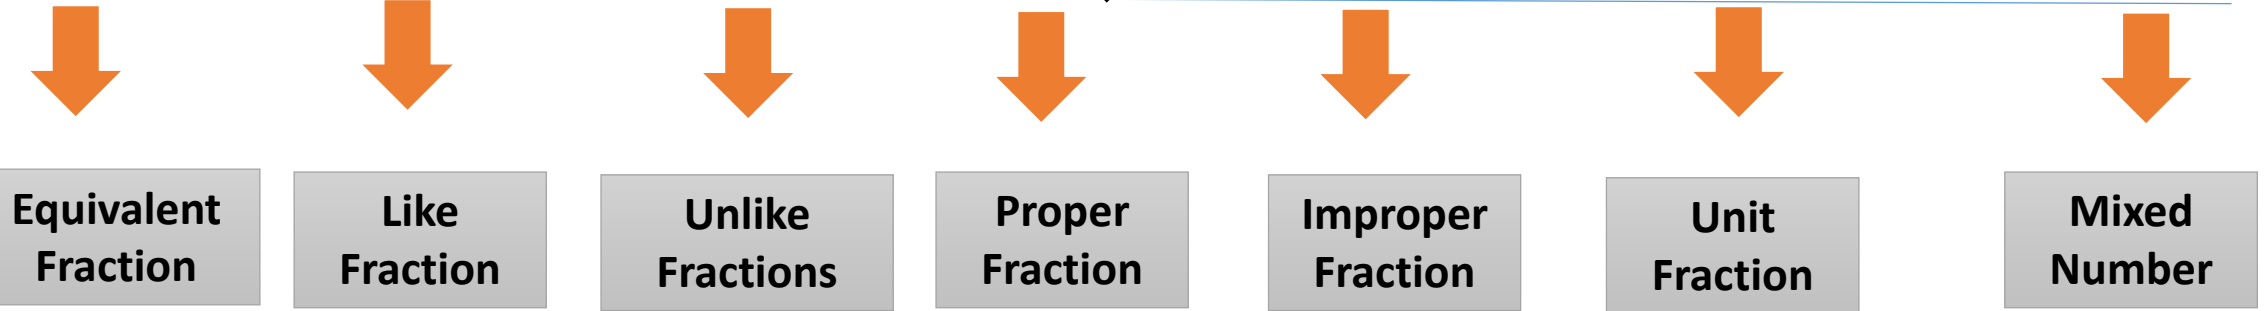 Equivalent
Fraction
Like
Fraction
Unlike
Fractions
Proper
Fraction
Improper
Fraction
Unit
Fraction
Mixed
Number